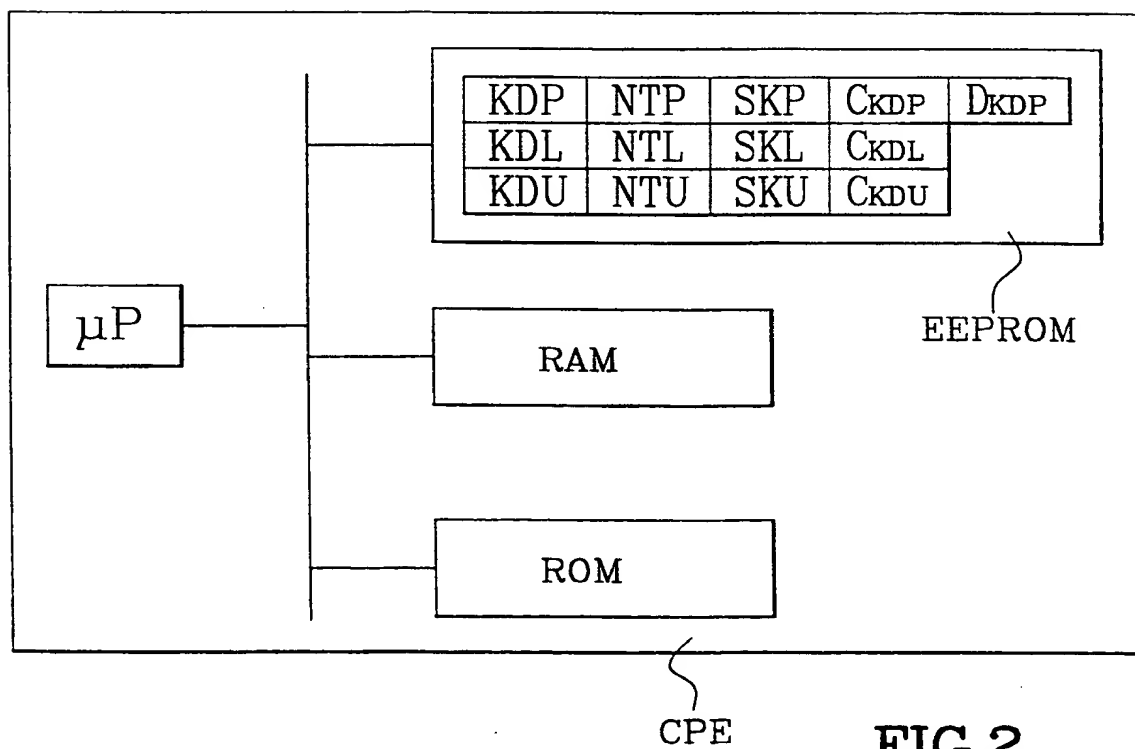 KDP NTP SKP CKDP DKDP
KDL NTL SKL CKDL
KDU NTU SKU CKDU
µP
EEPROM
RAM
ROM
CPE
FIG.2